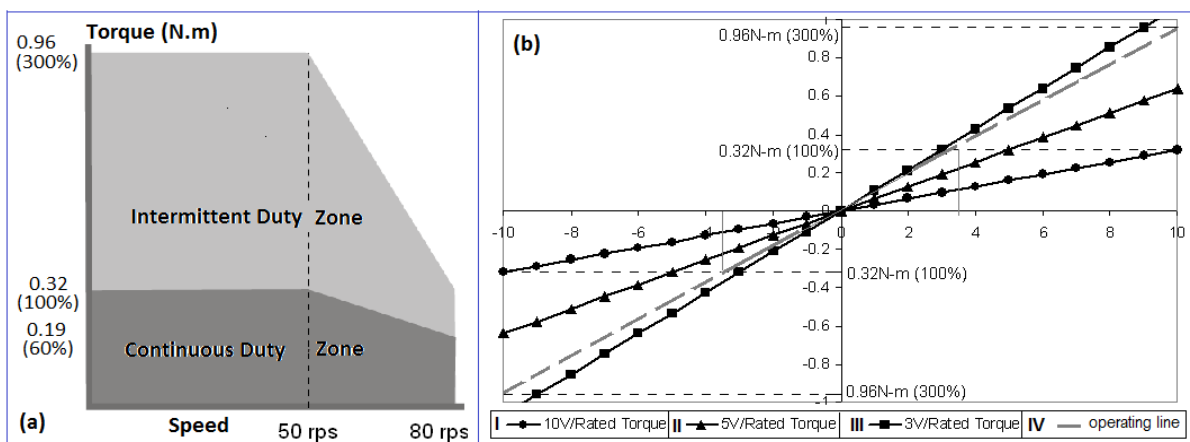 Torque (N.m)
0.96
(300%)
Intermittent Duty Zone
0.32
(100%)
0.19
(60%)
Continuous Duty Zone
(a)
Speed
50 rps
80 rps
(b)
0.96N-m (300%)
0.8
0.6
0.4
0.32N-m (100%)
0.2
-10 -8 -6 -4 -2 0 2 4 6 8 10
-0.2
0.32N-m (100%)
-0.4
-0.6
-0.8
0.96N-m (300%)
-1
I 10V/Rated Torque II 5V/Rated Torque III 3V/Rated Torque IV operating line